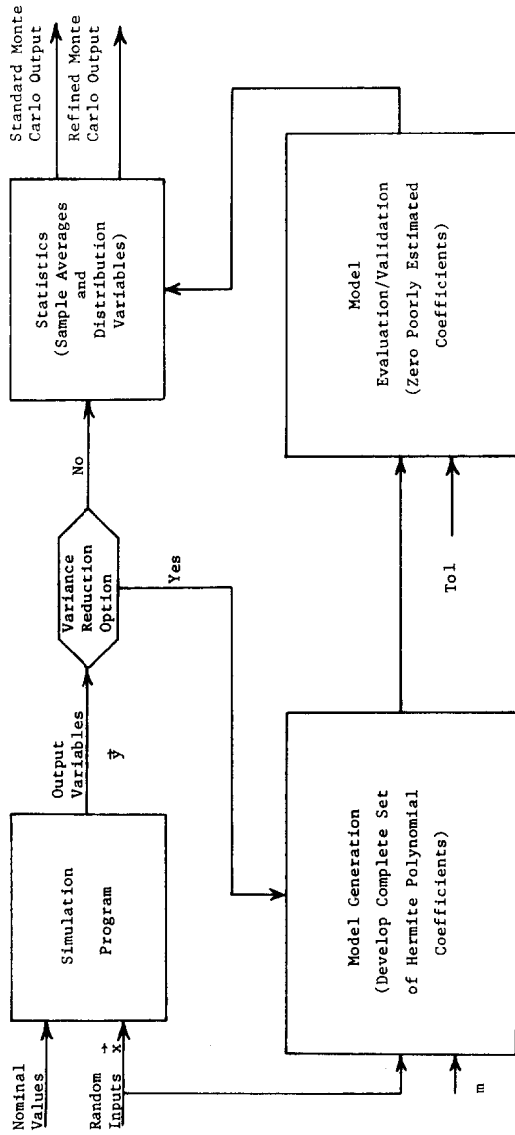 Nominal
Values
Random
Inputs x
Simulation
Program
Output
Variables
y
Variance
Reduction
Option
No
Yes
Statistics
(Sample Averages
and
Distribution
Variables)
Standard Monte
Carlo Output
Refined Monte
Carlo Output
m
Model Generation
(Develop Complete Set
of Hermite Polynomial
Coefficients)
Tol
Model
Evaluation/Validation
(Zero Poorly Estimated
Coefficients)